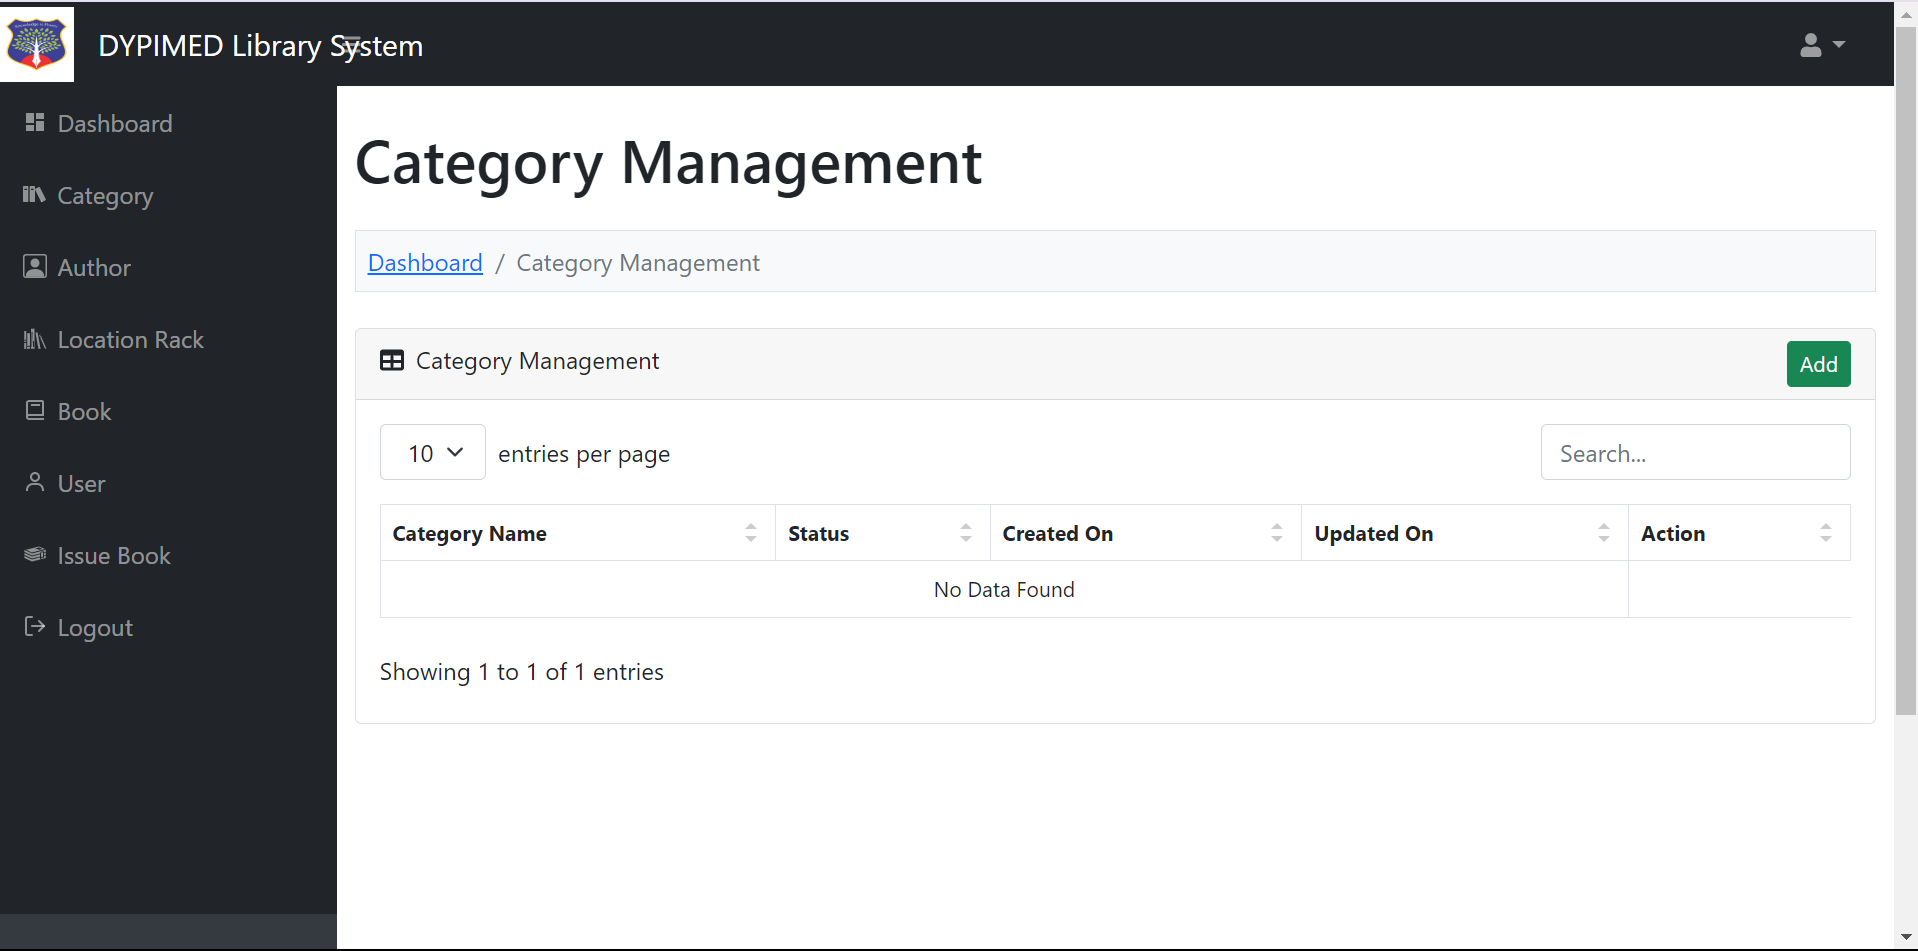 DYPIMED Library System
Dashboard
Category
Author
Location Rack
Book
User
Issue Book
Logout
Category Management
Dashboard / Category Management
Category Management
Add
10 entries per page
Search...
Category Name Status Created On Updated On Action
No Data Found
Showing 1 to 1 of 1 entries